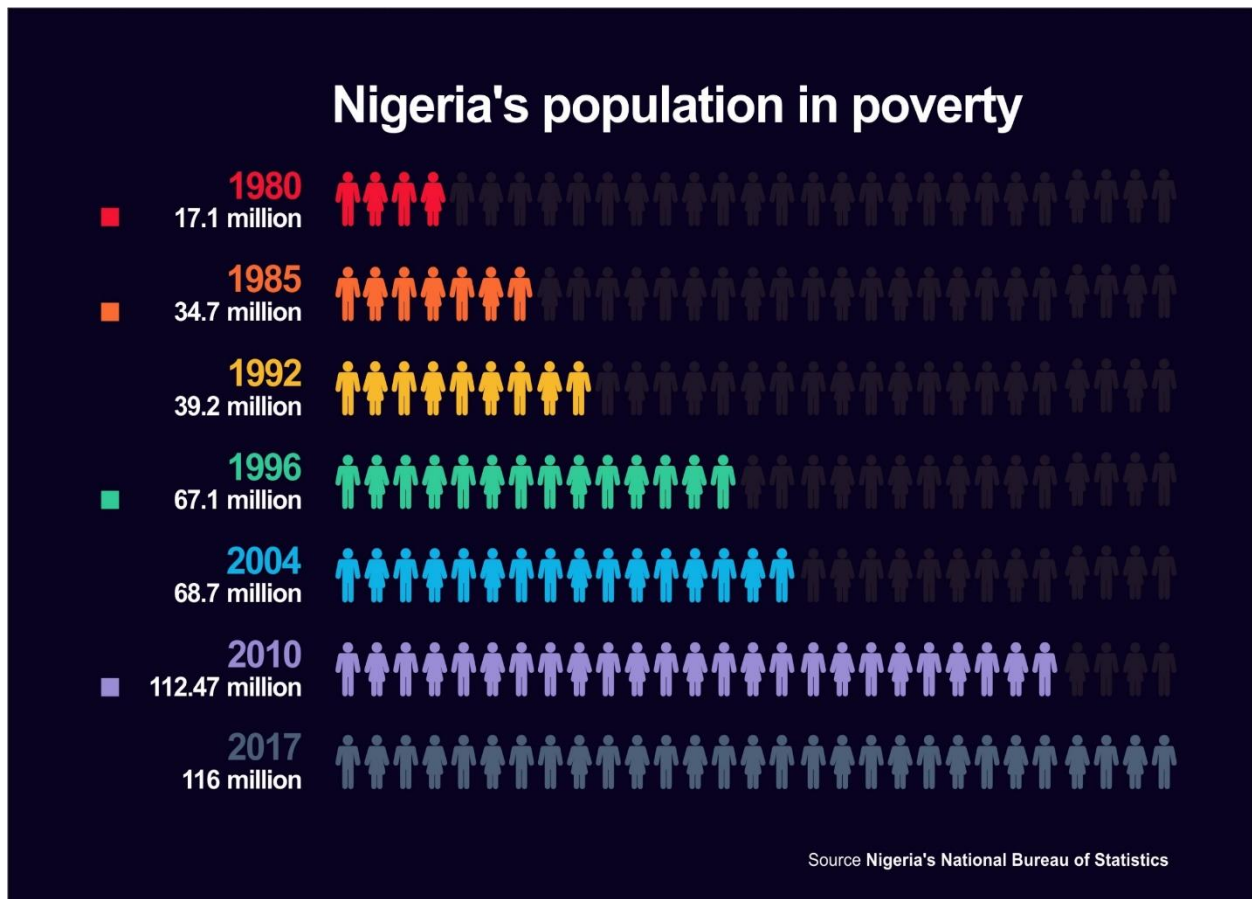 Nigeria's population in poverty
1980
17.1 million
1985
34.7 million
1992
39.2 million
1996
67.1 million
2004
68.7 million
2010
112.47 million
2017
116 million
Source Nigeria's National Bureau of Statistics